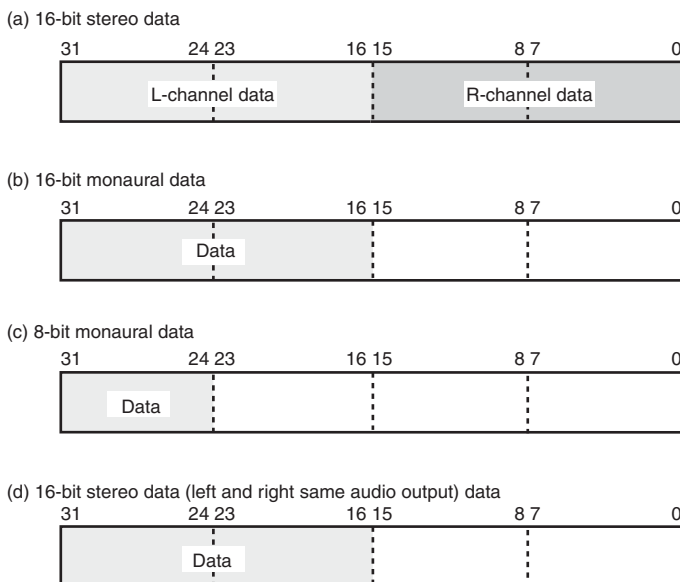 (a) 16-bit stereo data
31 24 23 16 15 8 7 0
L-channel data R-channel data
(b) 16-bit monaural data
31 24 23 16 15 8 7 0
Data
(c) 8-bit monaural data
31 24 23 16 15 8 7 0
Data
(d) 16-bit stereo data (left and right same audio output) data
31 24 23 16 15 8 7 0
Data